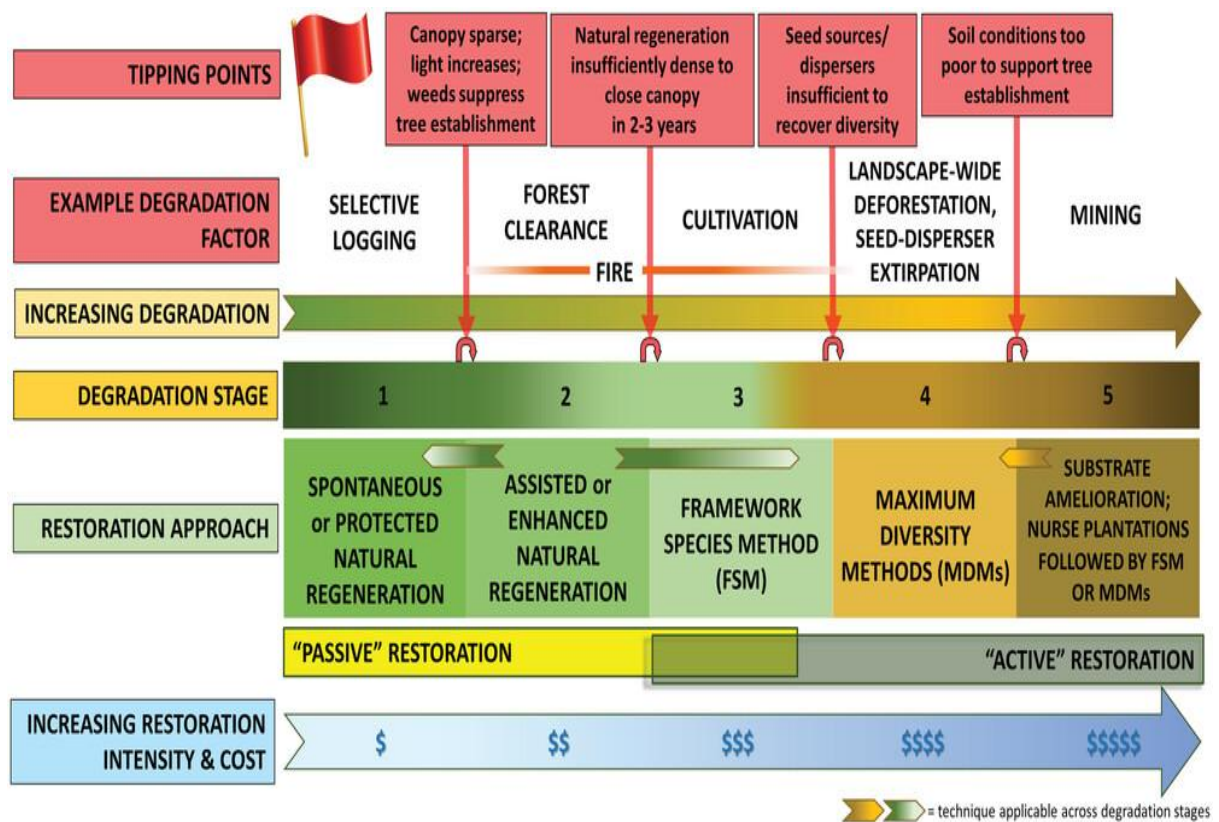 TIPPING POINTS
Canopy sparse;
light increases;
weeds suppress
tree establishment
Natural regeneration
insufficiently dense to
close canopy
in 2-3 years
Seed sources/
dispersers
insufficient to
recover diversity
Soil conditions too
poor to support tree
establishment
EXAMPLE DEGRADATION
FACTOR
SELECTIVE
LOGGING
FOREST
CLEARANCE
CULTIVATION
LANDSCAPE-WIDE
DEFORESTATION,
SEED-DISPERSER
EXTIRPATION
MINING
FIRE
INCREASING DEGRADATION
DEGRADATION STAGE
1
2
3
4
5
RESTORATION APPROACH
SPONTANEOUS
or PROTECTED
NATURAL
REGENERATION
ASSISTED or
ENHANCED
NATURAL
REGENERATION
FRAMEWORK
SPECIES METHOD
(FSM)
MAXIMUM
DIVERSITY
METHODS (MDMs)
SUBSTRATE
AMELIORATION;
NURSE PLANTATIONS
FOLLOWED BY FSM
OR MDMs
"PASSIVE" RESTORATION
"ACTIVE" RESTORATION
INCREASING RESTORATION
INTENSITY & COST
$
$$
$$$
$$$$
$$$$$
= technique applicable across degradation stages